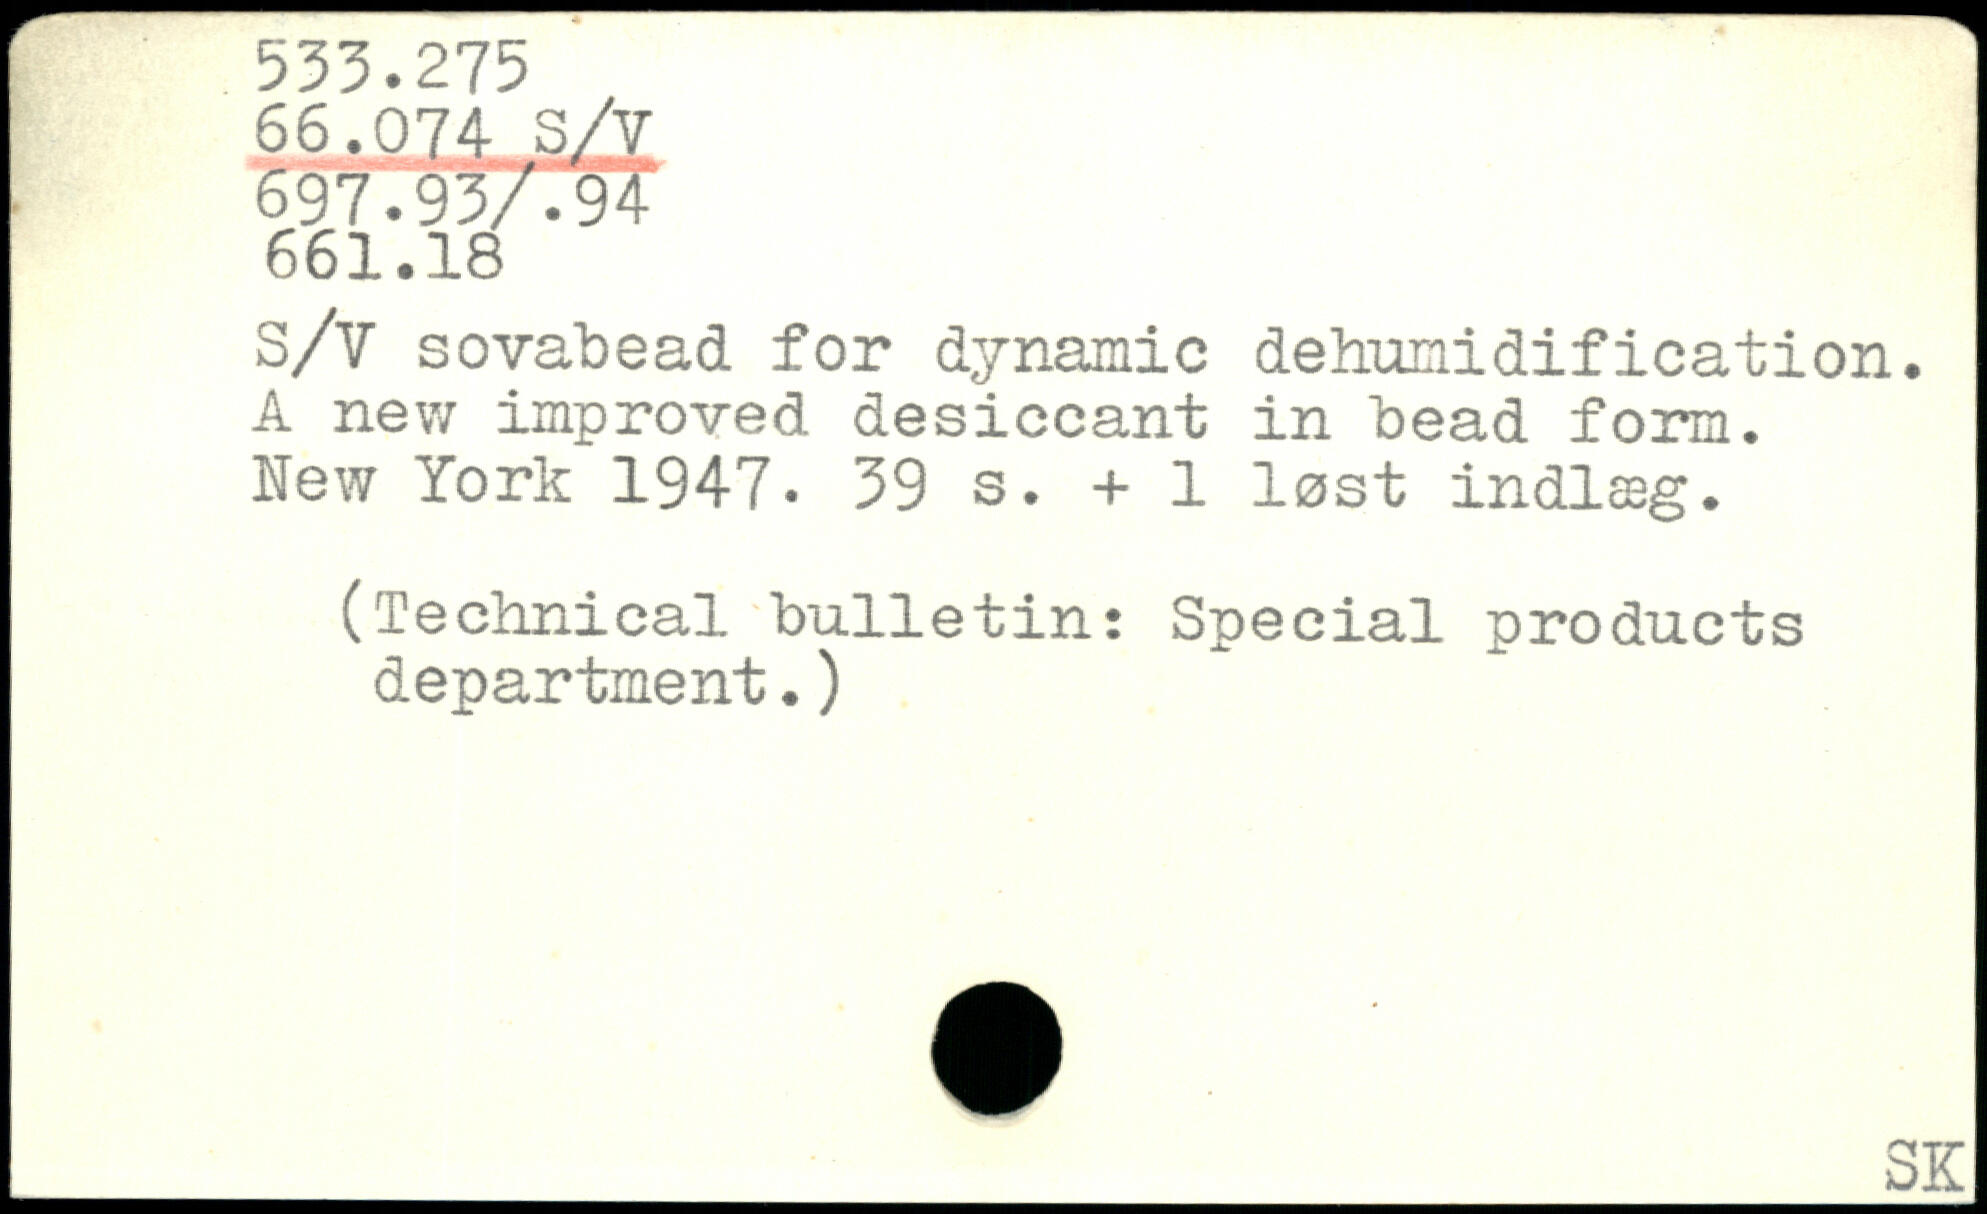 533.275
66.074 S/V
697.93/.94
661.18
S/V sovabead for dynamic dehumidification.
A new improved desiccant in bead form.
New York 1947. 39 s. + 1 løst indlæg.
(Technical bulletin: Special products
department.)
SK